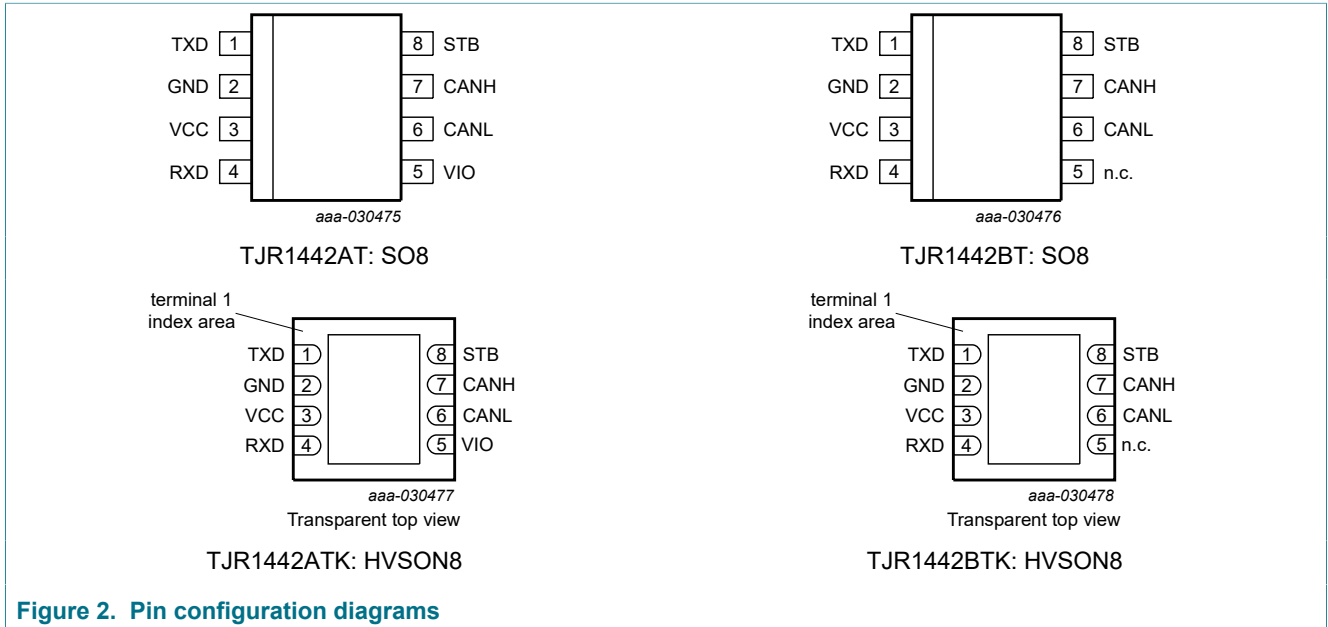 TXD 1 8 STB
GND 2 7 CANH
VCC 3 6 CANL
RXD 4 5 VIO
aaa-030475
TJR1442AT: SO8
TXD 1 8 STB
GND 2 7 CANH
VCC 3 6 CANL
RXD 4 5 n.c.
aaa-030476
TJR1442BT: SO8
terminal 1
index area
TXD 1 8 STB
GND 2 7 CANH
VCC 3 6 CANL
RXD 4 5 VIO
aaa-030477
Transparent top view
TJR1442ATK: HVSON8
terminal 1
index area
TXD 1 8 STB
GND 2 7 CANH
VCC 3 6 CANL
RXD 4 5 n.c.
aaa-030478
Transparent top view
TJR1442BTK: HVSON8
Figure 2. Pin configuration diagrams